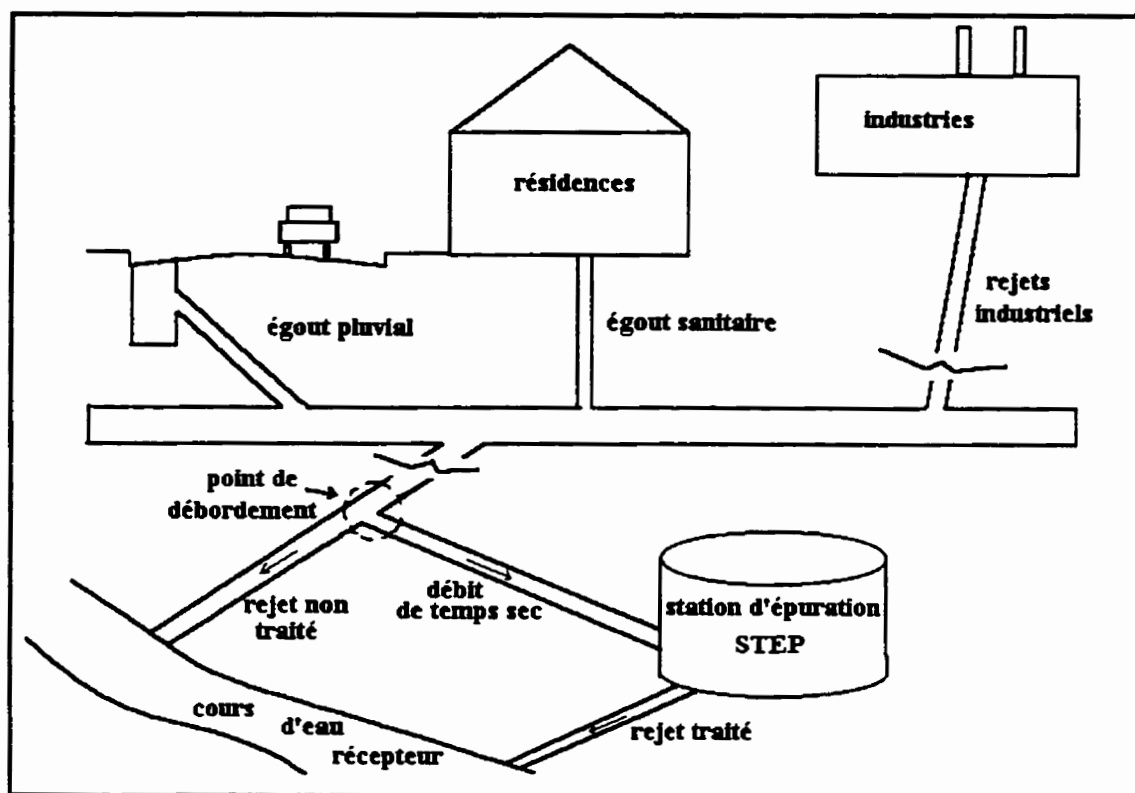 industries
résidences
rejets
industriels
égout pluvial
égout sanitaire
point de
débordement
débit
de temps sec
rejet non
traité
station d'épuration
STEP
cours
d'eau
récepteur
rejet traité